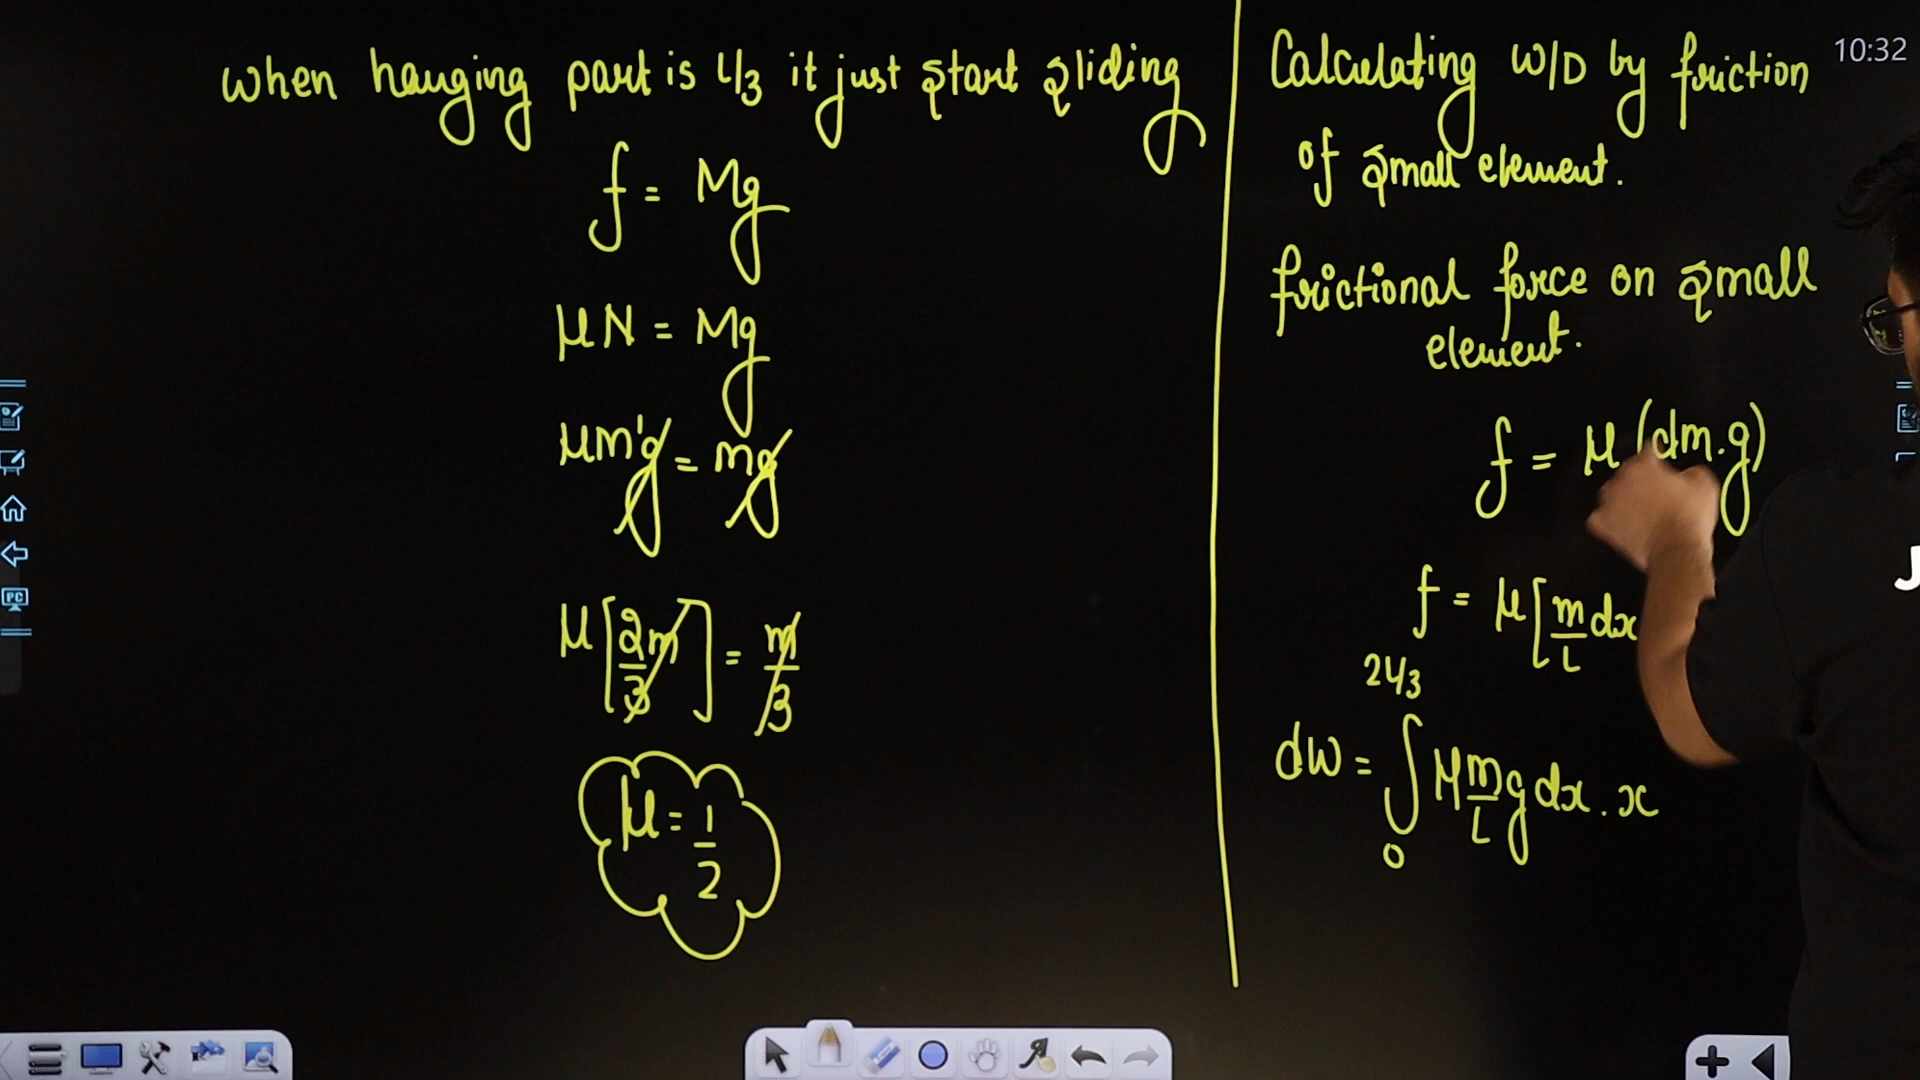 When hanging part is L/3 it just start sliding
f = Mg
μN = Mg
μm'g = mg
μ[2m/3] = m/3
μ = 1/2
10:32
Calculating W/D by friction
of small element.
frictional force on small
element.
f = μ(dm.g)
f = μ[m/L dx
dW = ∫₀^{2L/3} μ m/L g dx . x
PC
J